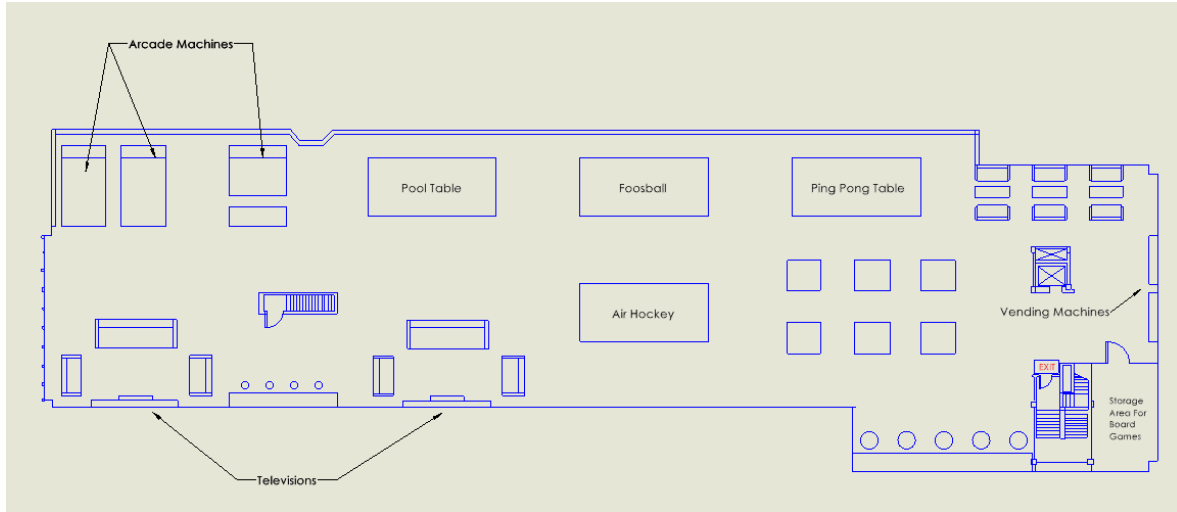 Arcade Machines
Pool Table
Foosball
Ping Pong Table
Air Hockey
Vending Machines
EXIT
Storage
Area For
Board
Games
Televisions